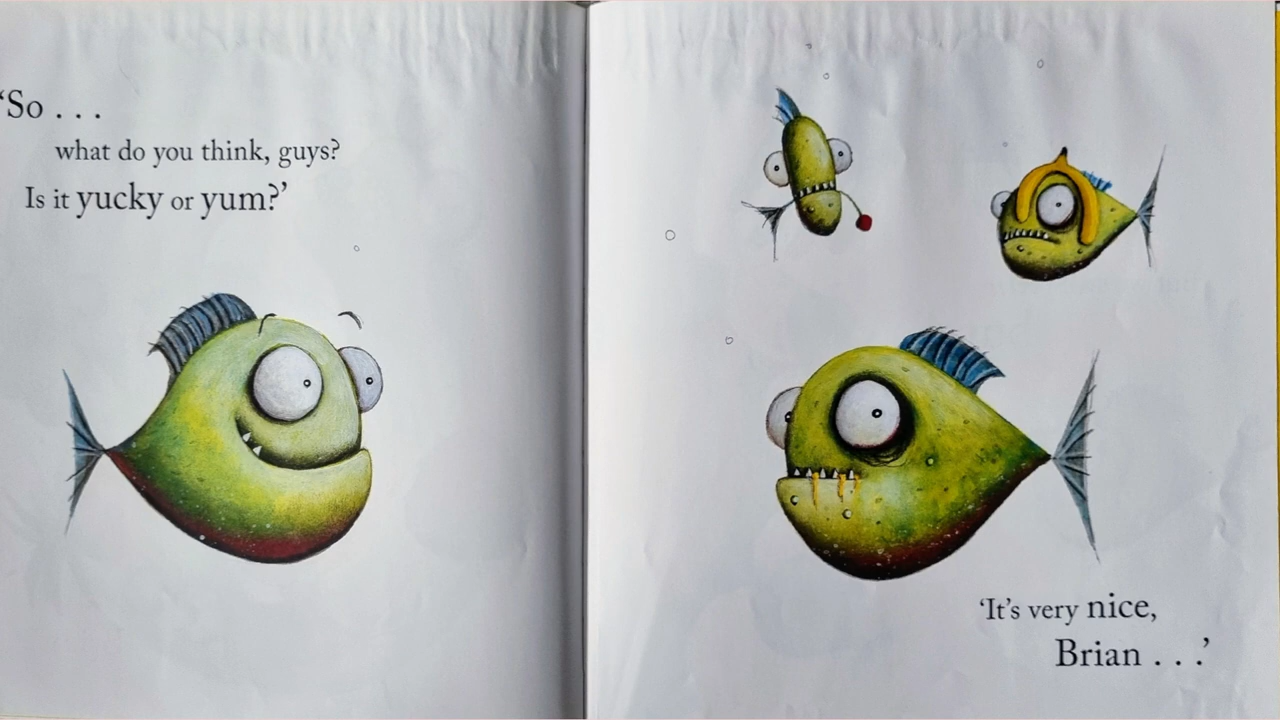 ‘So . . .
what do you think, guys?
Is it yucky or yum?’
‘It’s very nice,
Brian . . .’